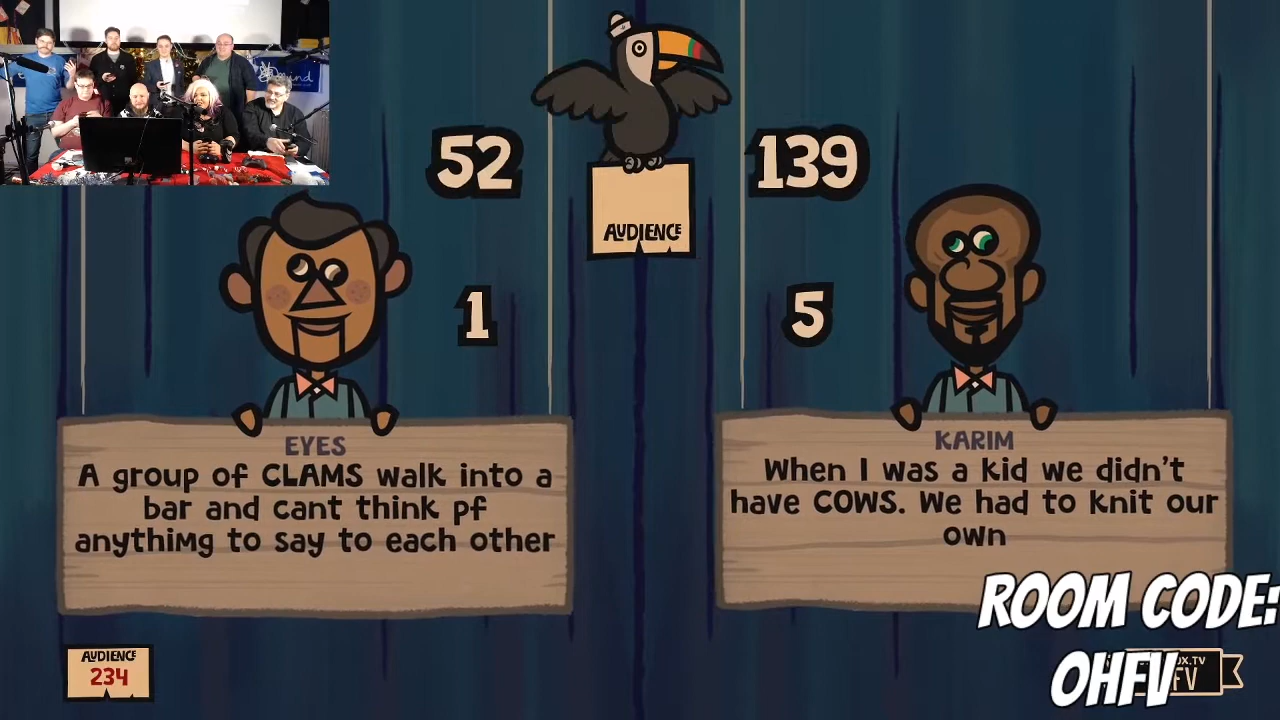 52
139
AUDIENCE
1
5
EYES
A group of CLAMS walk into a
bar and cant think pf
anythiMg to say to each other
KARIM
When I was a kid we didn't
have COWS. We had to knit our
own
ROOM CODE:
OHFV
AUDIENCE
234